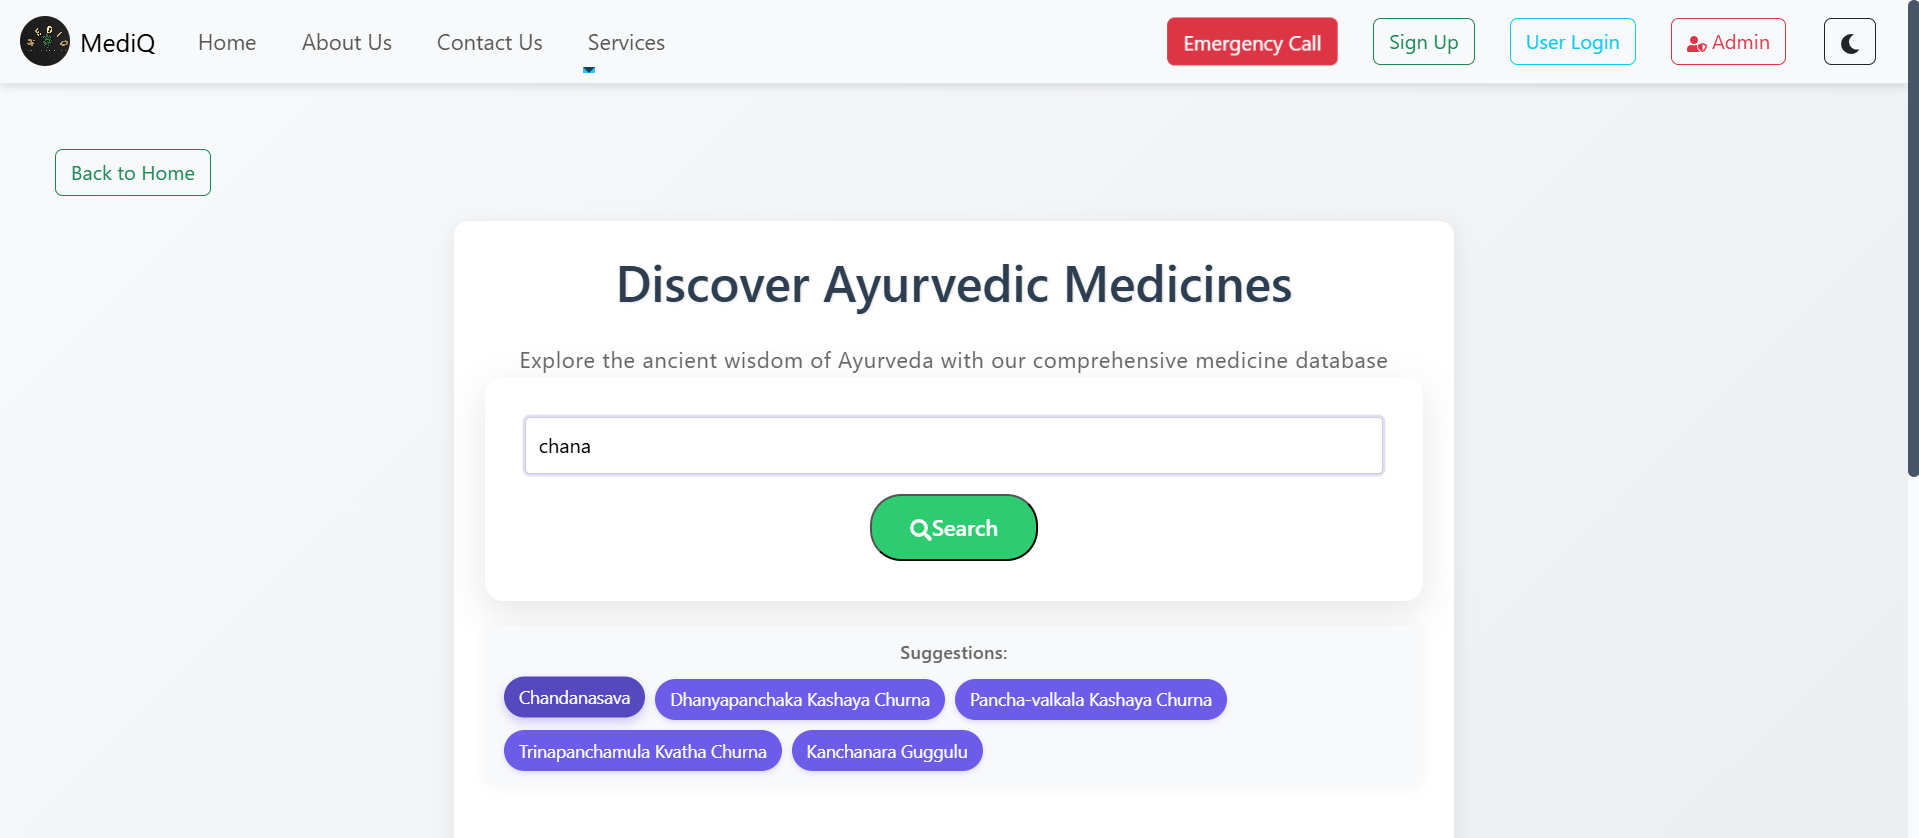 MEDIQ
MediQ Home About Us Contact Us Services Emergency Call Sign Up User Login Admin
Back to Home
Discover Ayurvedic Medicines
Explore the ancient wisdom of Ayurveda with our comprehensive medicine database
chana
Search
Suggestions:
Chandanasava Dhanyapanchaka Kashaya Churna Pancha-valkala Kashaya Churna
Trinapanchamula Kvatha Churna Kanchanara Guggulu